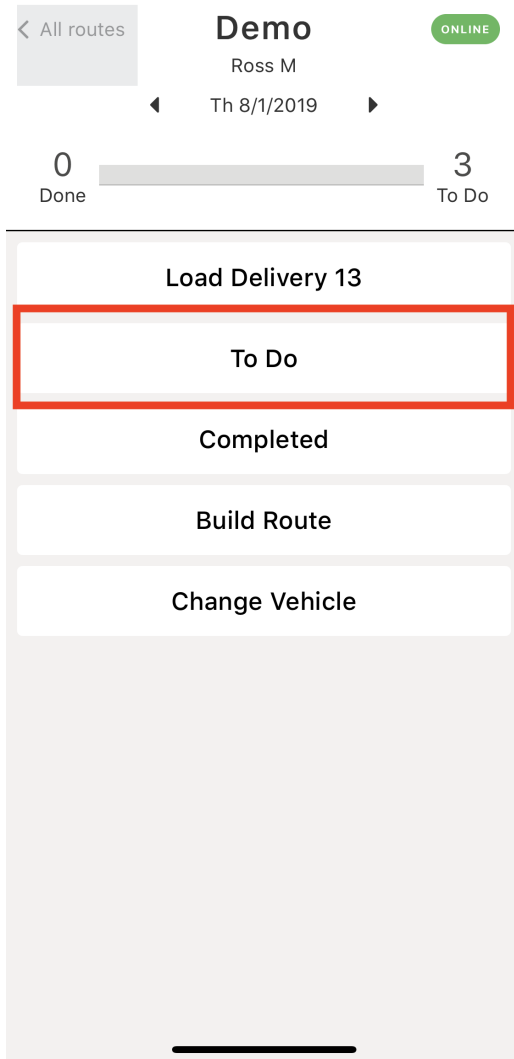 All routes
Demo
ONLINE
Ross M
Th 8/1/2019
0
3
Done
To Do
Load Delivery 13
To Do
Completed
Build Route
Change Vehicle